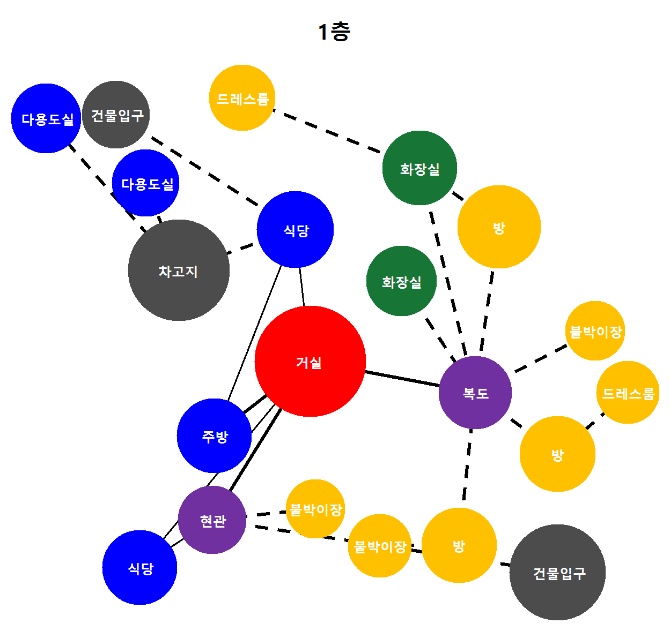 1층
드레스룸
다용도실
건물입구
화장실
다용도실
방
식당
차고지
화장실
붙박이장
거실
복도
드레스룸
주방
방
붙박이장
현관
붙박이장
방
식당
건물입구